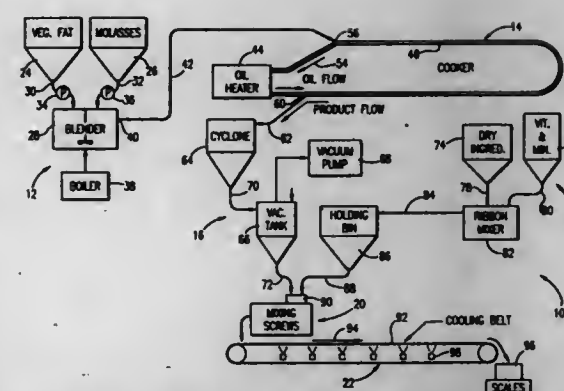 VEG. FAT
MOLASSES
24
26
30
32
34
P
P
36
28
BLENDER
40
42
12
BOILER
38
44
OIL
HEATER
56
54
OIL FLOW
48
14
COOKER
60
PRODUCT FLOW
62
CYCLONE
64
70
VACUUM
PUMP
68
16
VAC.
TANK
66
72
74
DRY
INGRED.
VIT.
& MIN.
78
80
84
RIBBON
MIXER
82
HOLDING
BIN
86
88
90
MIXING
SCREWS
20
10
94
92
COOLING BELT
98
22
96
SCALES